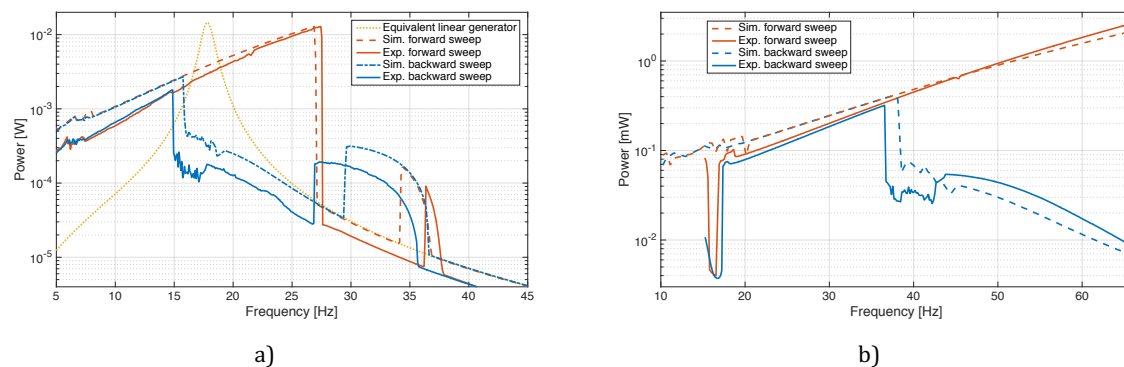 Power [W]
10^-2
10^-3
10^-4
10^-5
Equivalent linear generator
Sim. forward sweep
Exp. forward sweep
Sim. backward sweep
Exp. backward sweep
5 10 15 20 25 30 35 40 45
Frequency [Hz]
a)
Power [mW]
10^0
10^-1
10^-2
Sim. forward sweep
Exp. forward sweep
Sim. backward sweep
Exp. backward sweep
10 20 30 40 50 60
Frequency [Hz]
b)